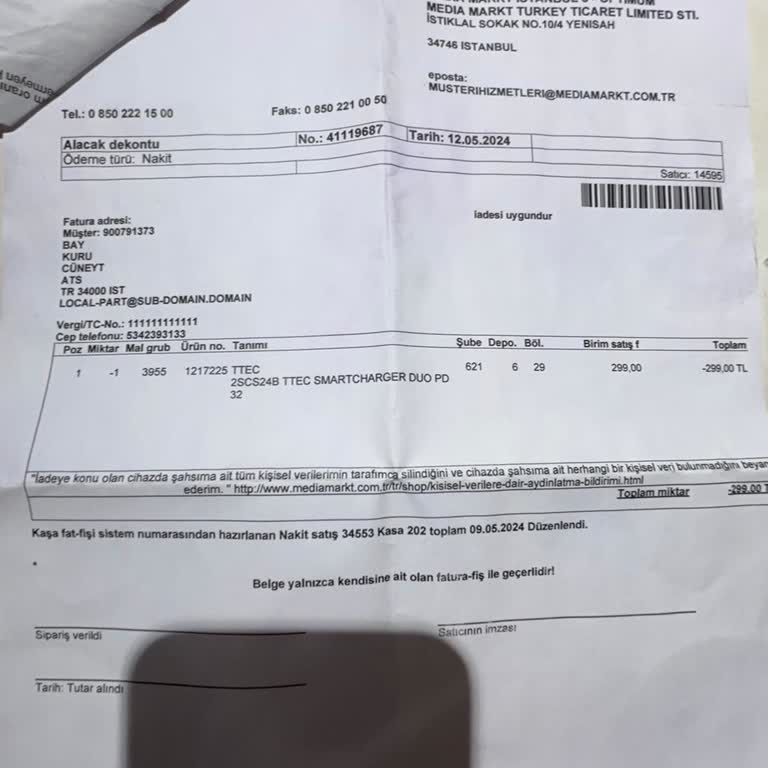 MEDIA MARKT TURKEY TICARET LIMITED STI.
İSTIKLAL SOKAK NO.10/4 YENISAH
34746 ISTANBUL
eposta:
MUSTERIHIZMETLERI@MEDIAMARKT.COM.TR
Tel.: 0 850 222 15 00 Faks: 0 850 221 00 50
Alacak dekontu No.: 41119687 Tarih: 12.05.2024
Ödeme türü: Nakit
Satıcı: 14595
iadesi uygundur
Fatura adresi:
Müşter: 900791373
BAY
KURU
CÜNEYT
ATS
TR 34000 IST
LOCAL-PART@SUB-DOMAIN.DOMAIN
Vergi/TC-No.: 111111111111
Cep telefonu: 5342393133
Poz Miktar Mal grub Ürün no. Tanımı Şube Depo. Böl. Birim satış f Toplam
1 -1 3955 1217225 TTEC 621 6 29 299,00 -299,00 TL
2SCS24B TTEC SMARTCHARGER DUO PD
32
"İadeye konu olan cihazda şahsıma ait tüm kişisel verilerimin tarafımca silindiğini ve cihazda şahsıma ait herhangi bir kişisel veri bulunmadığını beyan
ederim. " http://www.mediamarkt.com.tr/tr/shop/kisisel-verilere-dair-aydinlatma-bildirimi.html
Toplam miktar -299.00 T
Kaşa fat-fişi sistem numarasından hazırlanan Nakit satış 34553 Kasa 202 toplam 09.05.2024 Düzenlendi.
*
Belge yalnızca kendisine ait olan fatura-fiş ile geçerlidir!
Sipariş verildi Satıcının imzası
Tarih: Tutar alındı